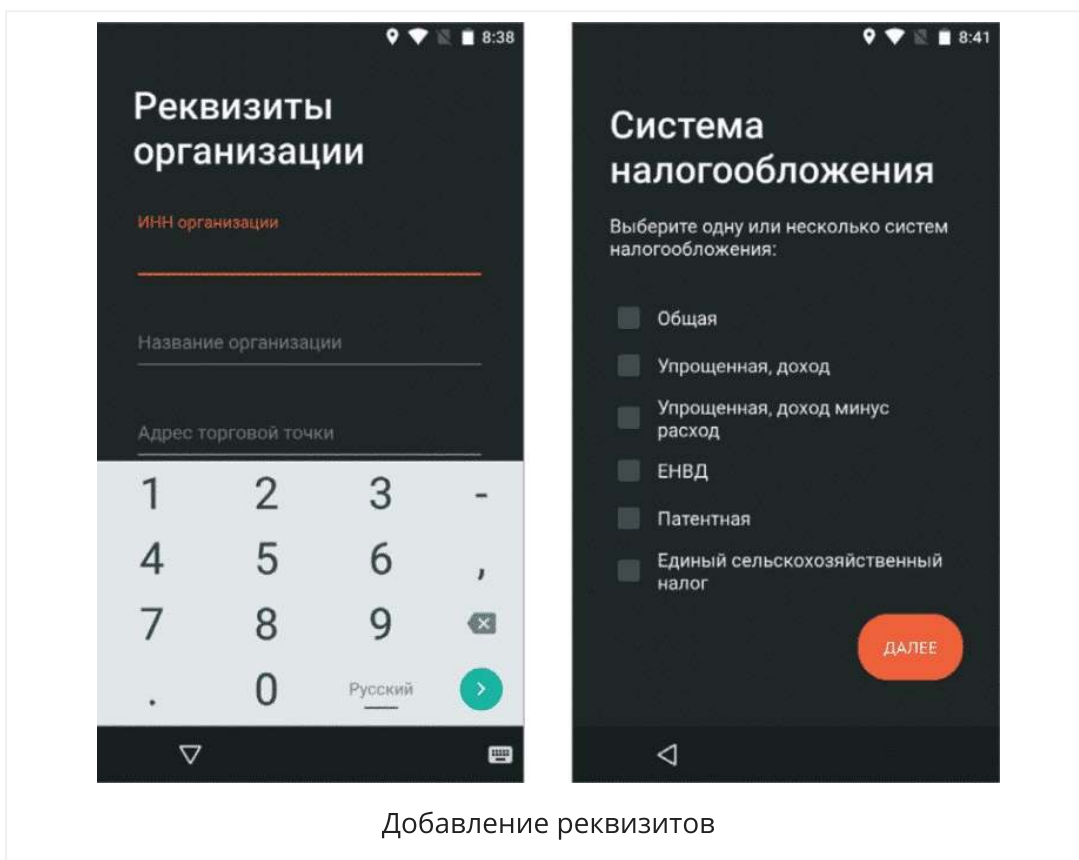 8:38
Реквизиты
организации
ИНН организации
Название организации
Адрес торговой точки
1 2 3 -
4 5 6 ,
7 8 9
. 0 Русский
8:41
Система
налогообложения
Выберите одну или несколько систем
налогообложения:
Общая
Упрощенная, доход
Упрощенная, доход минус
расход
ЕНВД
Патентная
Единый сельскохозяйственный
налог
ДАЛЕЕ
Добавление реквизитов